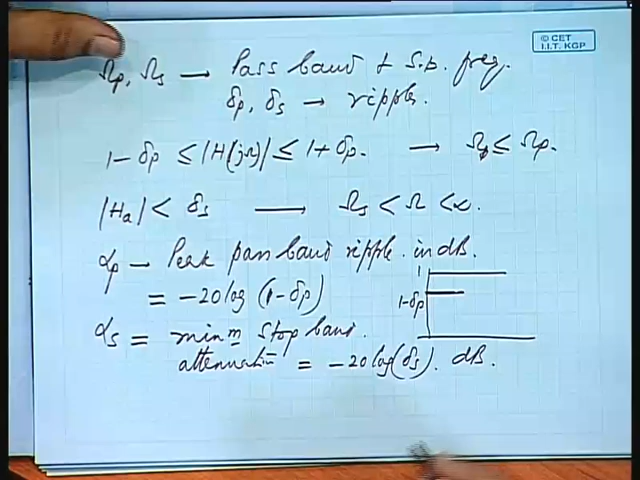 © CET
I.I.T. KGP
Ωp, Ωs → Pass band & S.b. freq.
δp, δs → ripples.
1-δp ≤ |H(jΩ)| ≤ 1+δp. → Ω ≤ Ωp.
|Ha| < δs → Ωs < Ω < ∝.
αp – Peak pass band ripple in dB.
= -20 log (1-δp)
1
1-δp
αs = minm stop band
attenuation = -20 log(δs). dB.